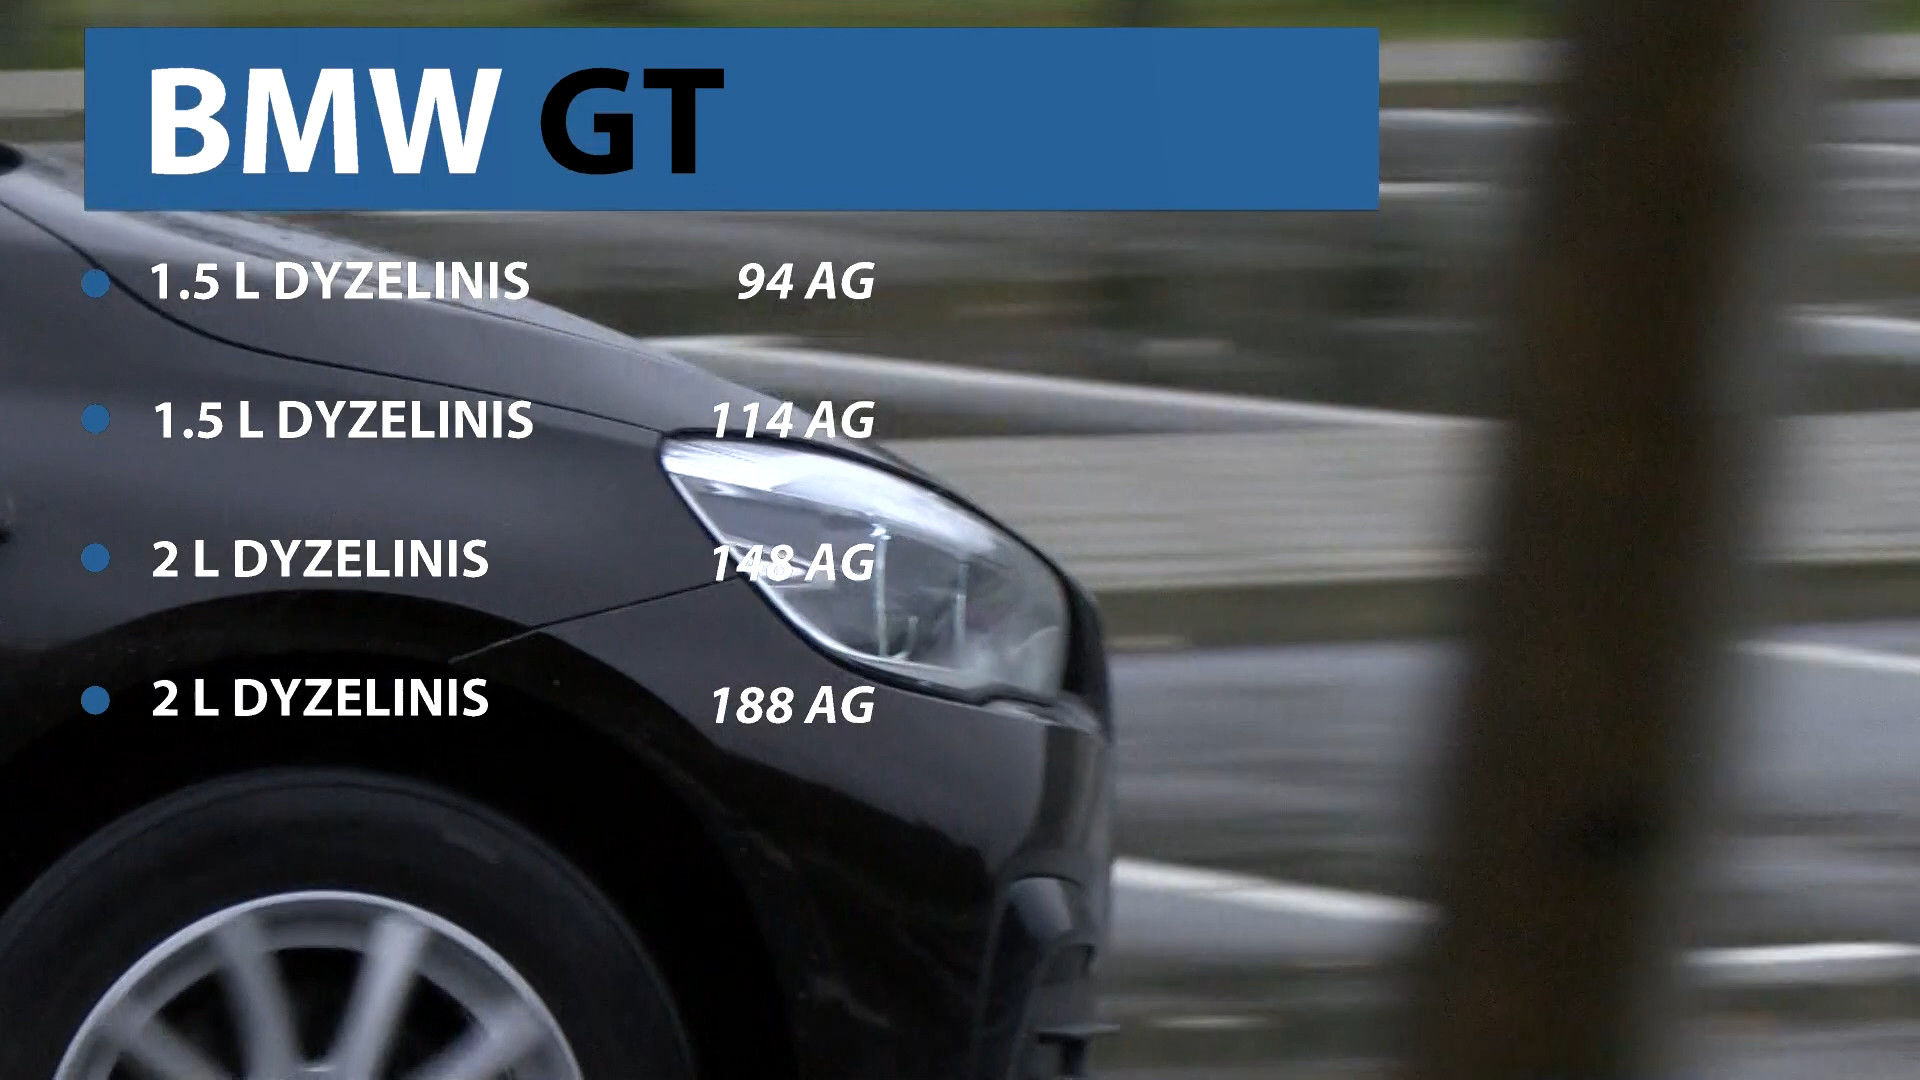 BMW GT
1.5 L DYZELINIS 94 AG
1.5 L DYZELINIS 114 AG
2 L DYZELINIS 148 AG
2 L DYZELINIS 188 AG